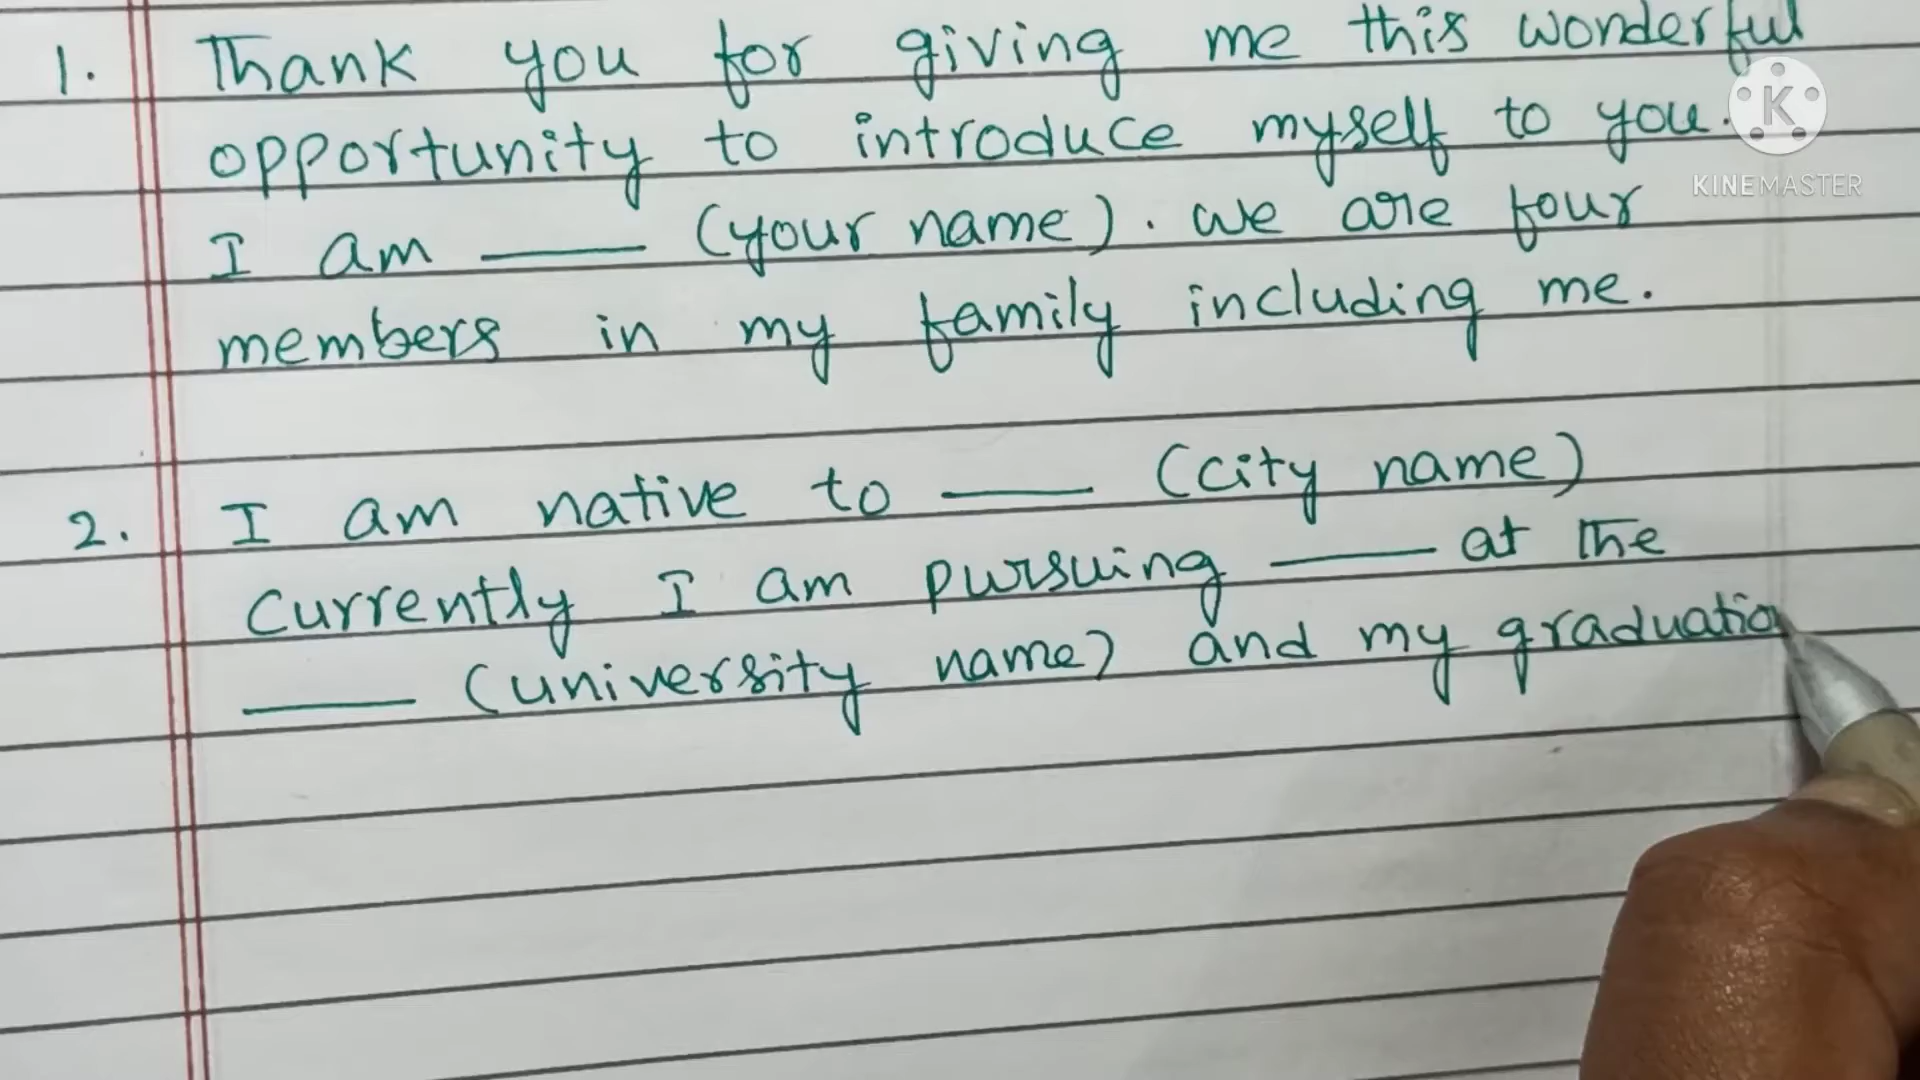 1. Thank you for giving me this wonderful
opportunity to introduce myself to you.
I am ____ (your name). we are four
members in my family including me.
2. I am native to ____ (city name)
Currently I am pursuing ____ at the
____ (university name) and my graduation
KINEMASTER